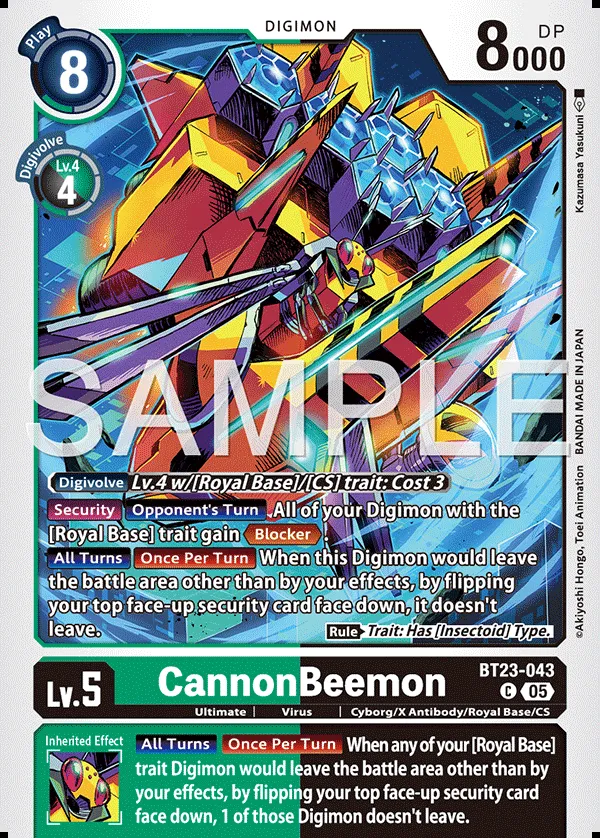 DIGIMON
Play
8
DP
8000
Digivolve
Lv.4
4
Kazumasa Yasukuni
SAMPLE
BANDAI MADE IN JAPAN
©Akiyoshi Hongo, Toei Animation
Digivolve Lv.4 w/[Royal Base]/[CS] trait: Cost 3
Security Opponent's Turn All of your Digimon with the
[Royal Base] trait gain Blocker.
All Turns Once Per Turn When this Digimon would leave
the battle area other than by your effects, by flipping
your top face-up security card face down, it doesn't
leave.
Rule Trait: Has [Insectoid] Type.
Lv.5
CannonBeemon
BT23-043
C 05
Ultimate | Virus | Cyborg/X Antibody/Royal Base/CS
Inherited Effect
All Turns Once Per Turn When any of your [Royal Base]
trait Digimon would leave the battle area other than by
your effects, by flipping your top face-up security card
face down, 1 of those Digimon doesn't leave.